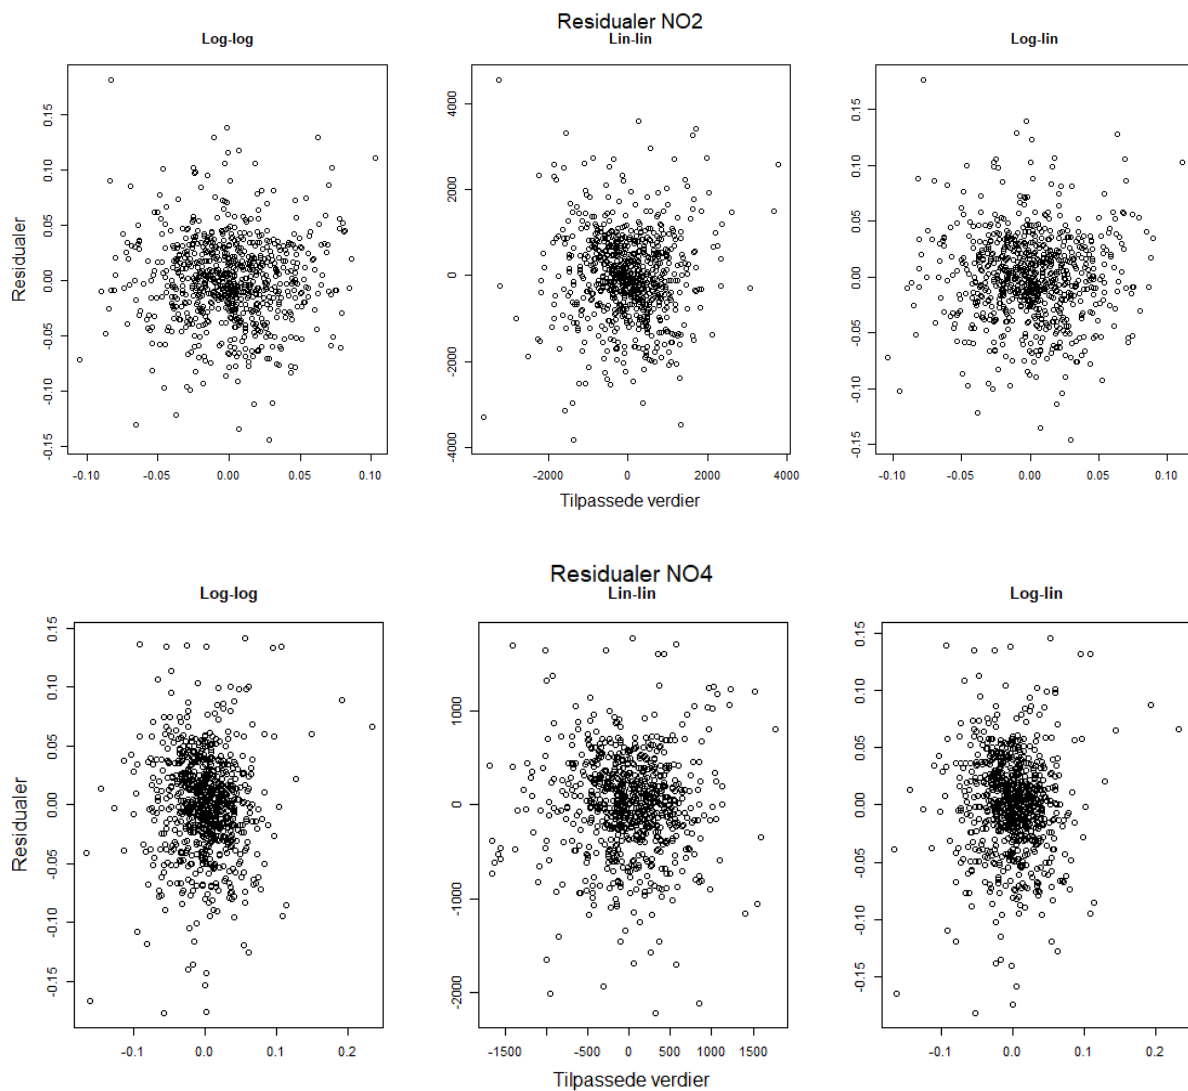 Residualer NO2
Log-log Lin-lin Log-lin
Residualer
-0.15 -0.10 -0.05 0.00 0.05 0.10 0.15
-4000 -2000 0 2000 4000
-0.15 -0.10 -0.05 0.00 0.05 0.10 0.15
-0.10 -0.05 0.00 0.05 0.10
-2000 0 2000 4000
-0.10 -0.05 0.00 0.05 0.10
Tilpassede verdier
Residualer NO4
Log-log Lin-lin Log-lin
Residualer
-0.15 -0.10 -0.05 0.00 0.05 0.10 0.15
-2000 -1000 0 1000
-0.15 -0.10 -0.05 0.00 0.05 0.10 0.15
-0.1 0.0 0.1 0.2
-1500 -500 0 500 1000 1500
-0.1 0.0 0.1 0.2
Tilpassede verdier